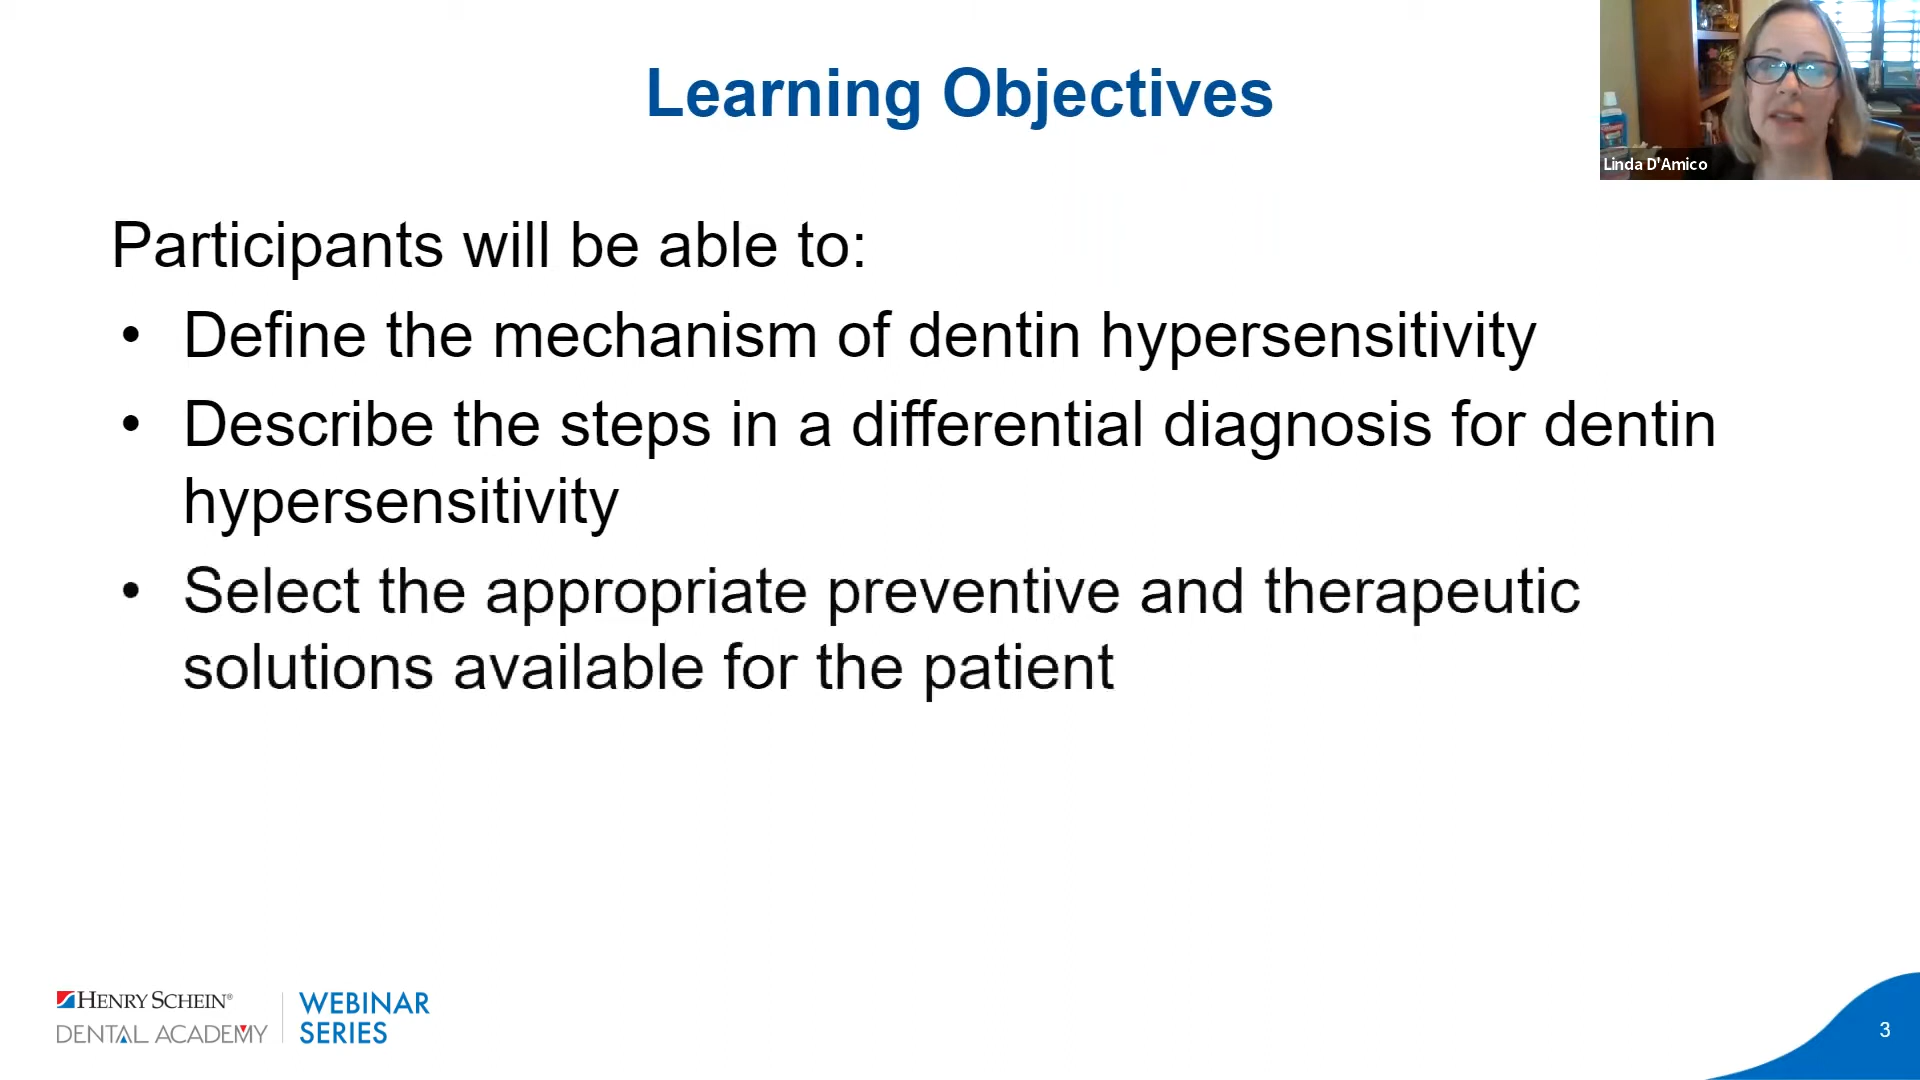 Learning Objectives
Linda D'Amico
Participants will be able to:
• Define the mechanism of dentin hypersensitivity
• Describe the steps in a differential diagnosis for dentin
hypersensitivity
• Select the appropriate preventive and therapeutic
solutions available for the patient
HENRY SCHEIN®
DENTAL ACADEMY
WEBINAR
SERIES
3